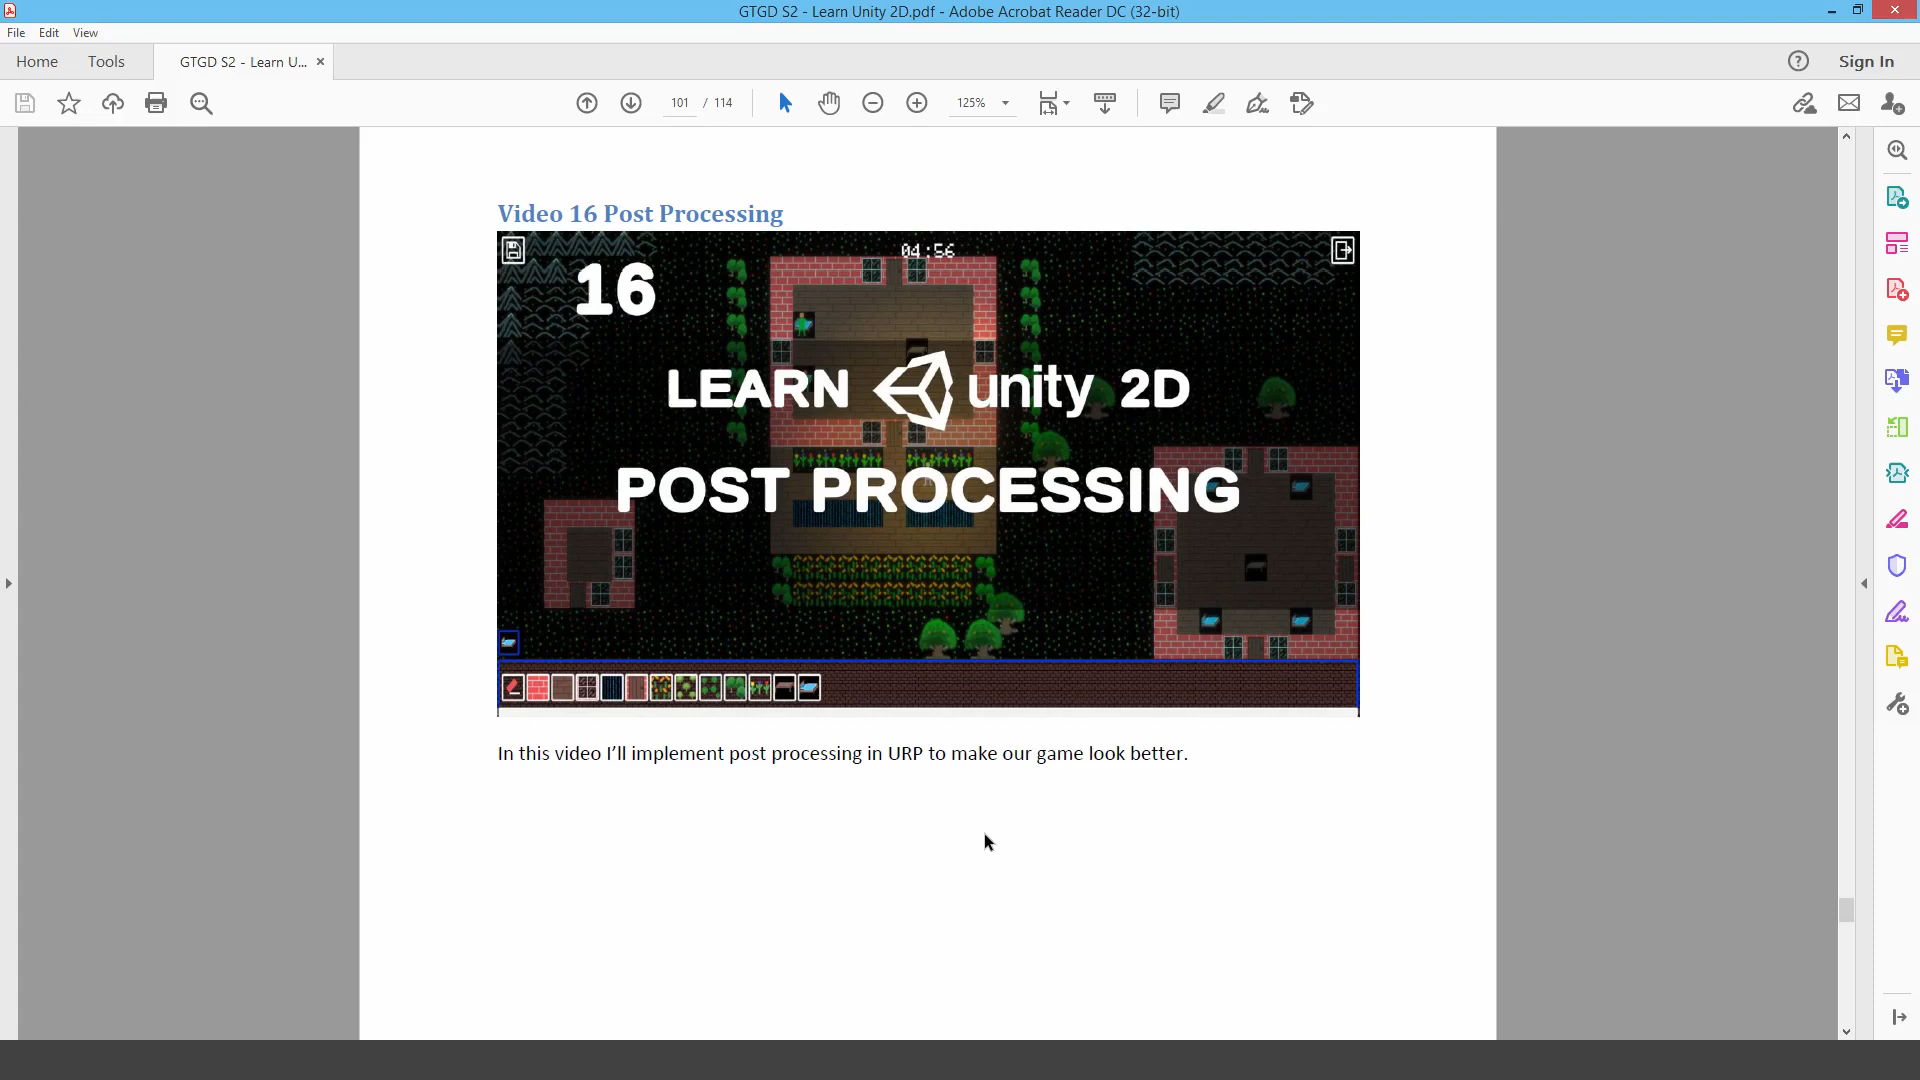 GTGD S2 - Learn Unity 2D.pdf - Adobe Acrobat Reader DC (32-bit)
File Edit View
Home Tools GTGD S2 - Learn U... Sign In
101 / 114 125%
Video 16 Post Processing
04:56
16
LEARN unity 2D
POST PROCESSING
In this video I’ll implement post processing in URP to make our game look better.